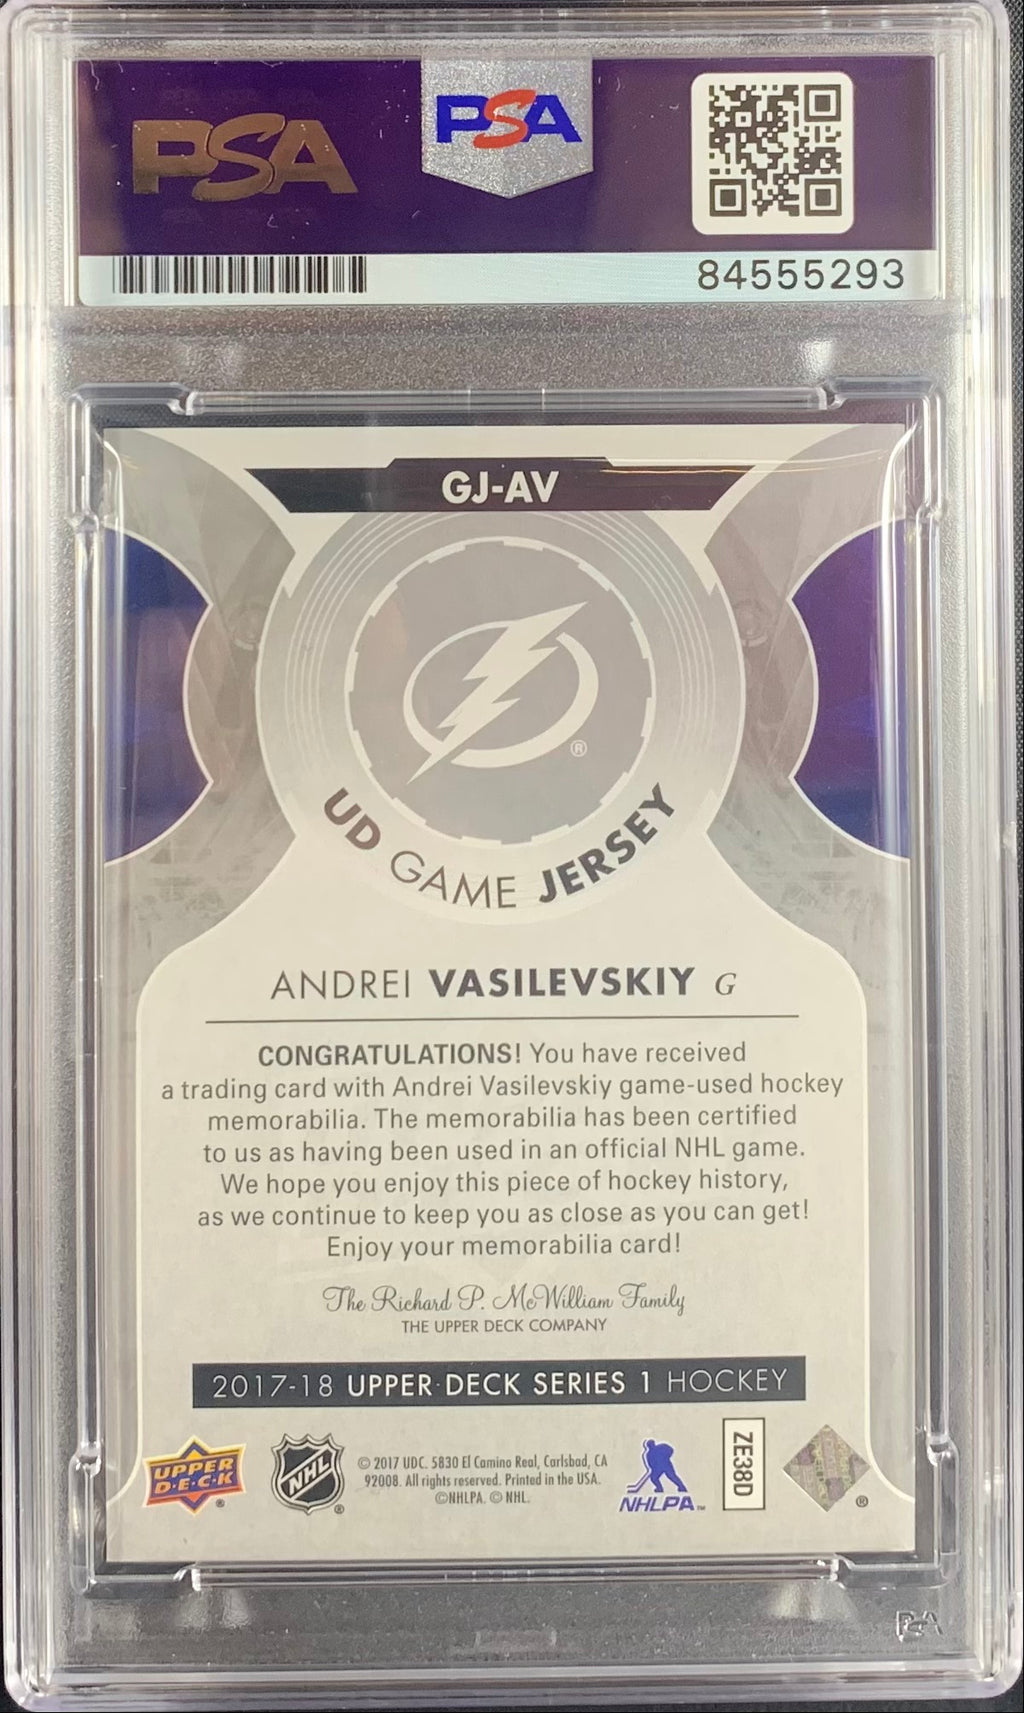 PSA
PSA
84555293
GJ-AV
®
UD GAME JERSEY
ANDREI VASILEVSKIY G
CONGRATULATIONS! You have received
a trading card with Andrei Vasilevskiy game-used hockey
memorabilia. The memorabilia has been certified
to us as having been used in an official NHL game.
We hope you enjoy this piece of hockey history,
as we continue to keep you as close as you can get!
Enjoy your memorabilia card!
The Richard P. McWilliam Family
THE UPPER DECK COMPANY
2017-18 UPPER DECK SERIES 1 HOCKEY
UPPER
D·E·C·K
®
NHL
®
© 2017 UDC. 5830 El Camino Real, Carlsbad, CA
92008. All rights reserved. Printed in the USA.
©NHLPA. © NHL.
NHLPA™
ZE38D
®
PSA